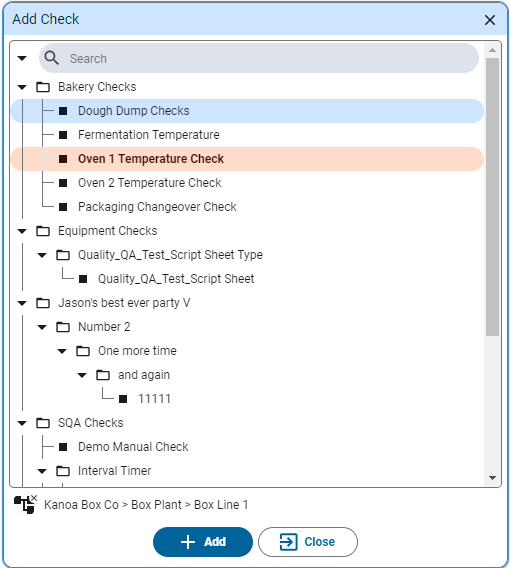 Add Check
Search
Bakery Checks
Dough Dump Checks
Fermentation Temperature
Oven 1 Temperature Check
Oven 2 Temperature Check
Packaging Changeover Check
Equipment Checks
Quality_QA_Test_Script Sheet Type
Quality_QA_Test_Script Sheet
Jason's best ever party V
Number 2
One more time
and again
11111
SQA Checks
Demo Manual Check
Interval Timer
Kanoa Box Co > Box Plant > Box Line 1
Add Close